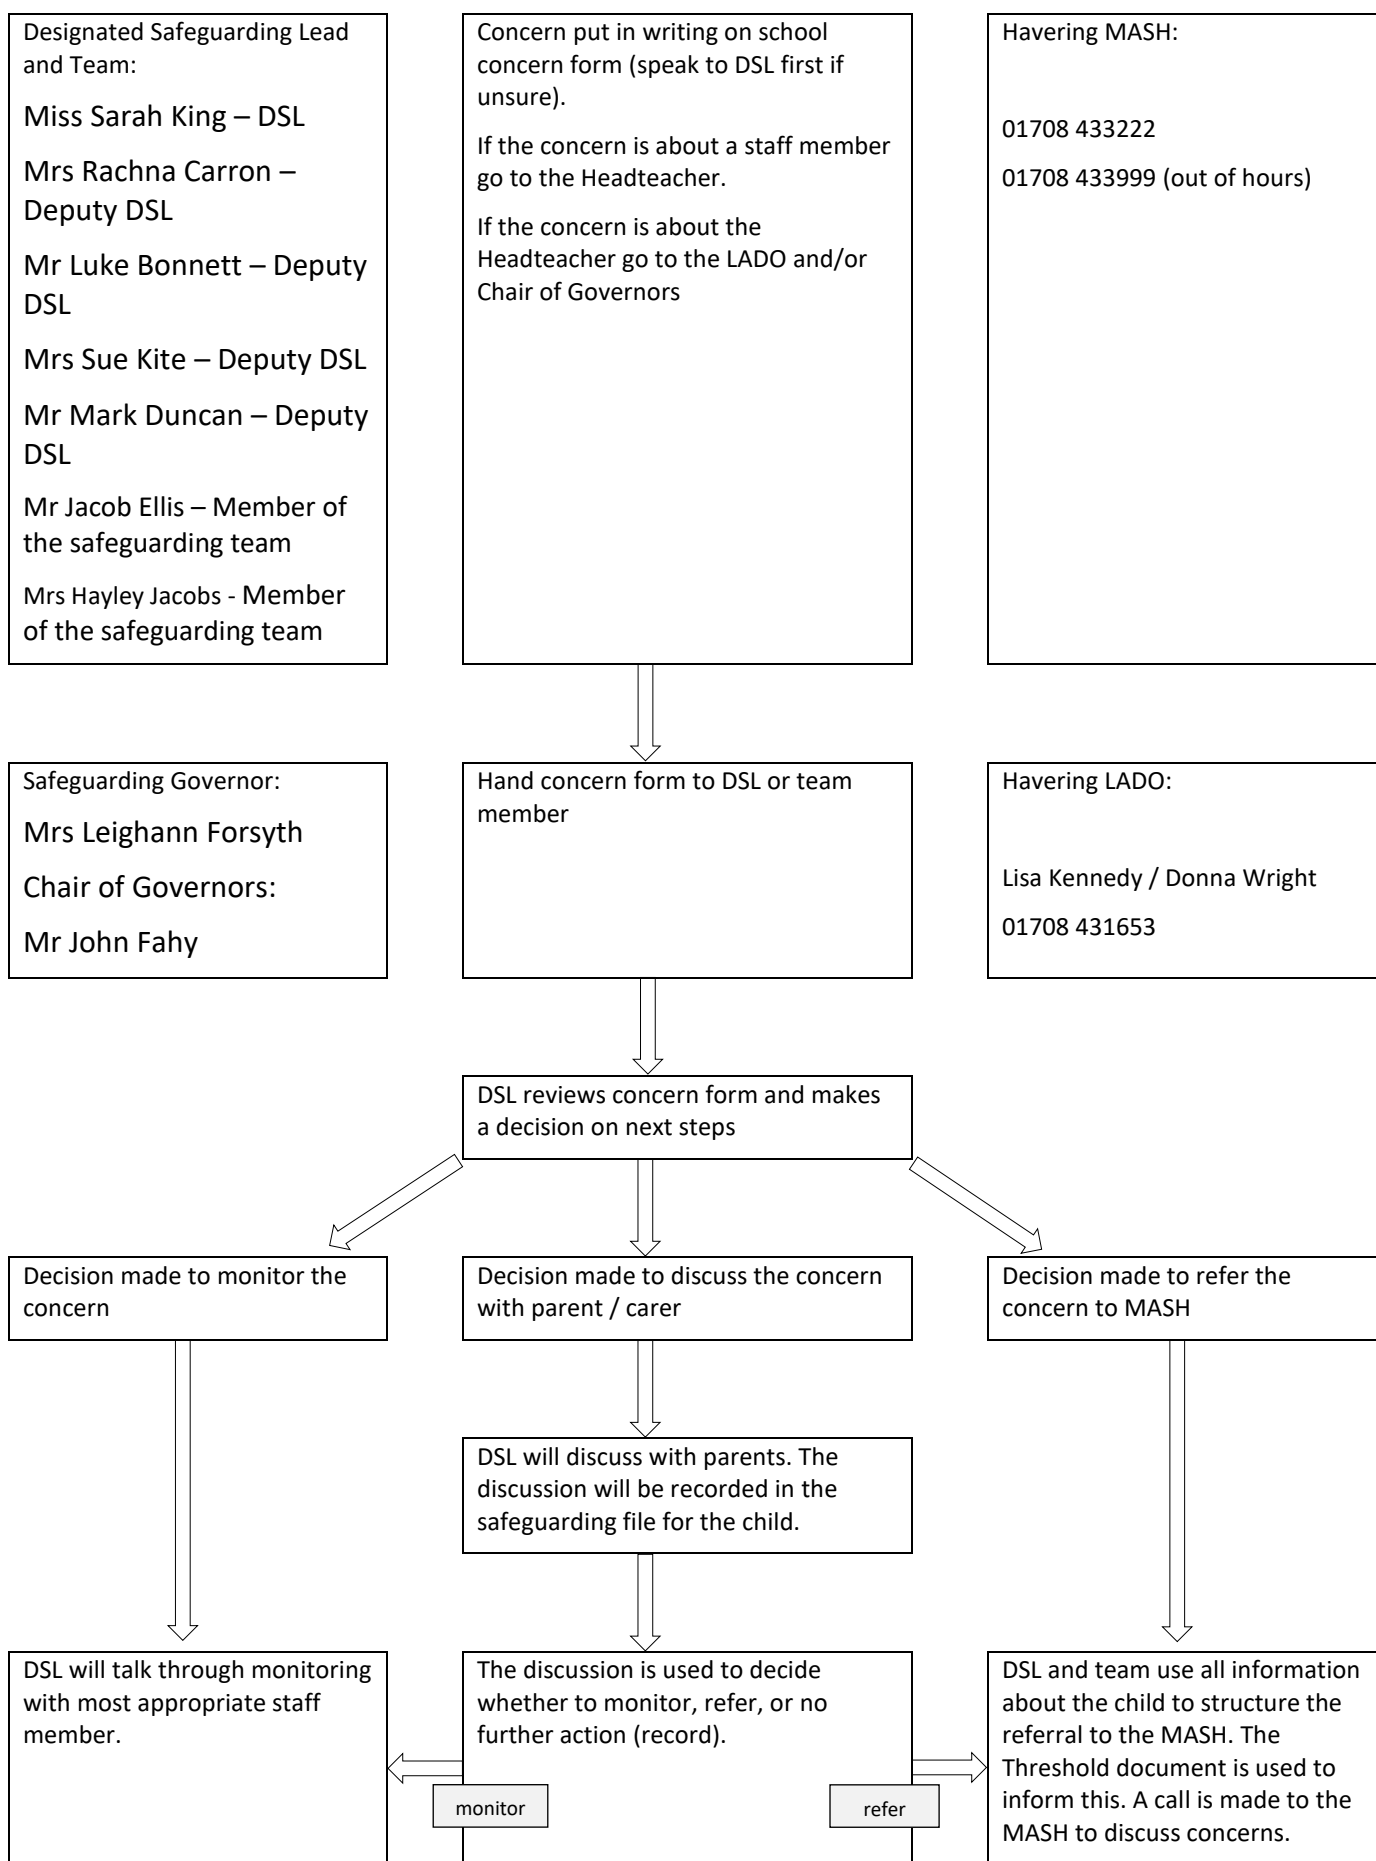 Designated Safeguarding Lead
and Team:
Miss Sarah King – DSL
Mrs Rachna Carron –
Deputy DSL
Mr Luke Bonnett – Deputy
DSL
Mrs Sue Kite – Deputy DSL
Mr Mark Duncan – Deputy
DSL
Mr Jacob Ellis – Member of
the safeguarding team
Mrs Hayley Jacobs - Member
of the safeguarding team
Concern put in writing on school
concern form (speak to DSL first if
unsure).
If the concern is about a staff member
go to the Headteacher.
If the concern is about the
Headteacher go to the LADO and/or
Chair of Governors
Havering MASH:
01708 433222
01708 433999 (out of hours)
Safeguarding Governor:
Mrs Leighann Forsyth
Chair of Governors:
Mr John Fahy
Hand concern form to DSL or team
member
Havering LADO:
Lisa Kennedy / Donna Wright
01708 431653
DSL reviews concern form and makes
a decision on next steps
Decision made to monitor the
concern
Decision made to discuss the concern
with parent / carer
Decision made to refer the
concern to MASH
DSL will discuss with parents. The
discussion will be recorded in the
safeguarding file for the child.
DSL will talk through monitoring
with most appropriate staff
member.
The discussion is used to decide
whether to monitor, refer, or no
further action (record).
monitor
refer
DSL and team use all information
about the child to structure the
referral to the MASH. The
Threshold document is used to
inform this. A call is made to the
MASH to discuss concerns.